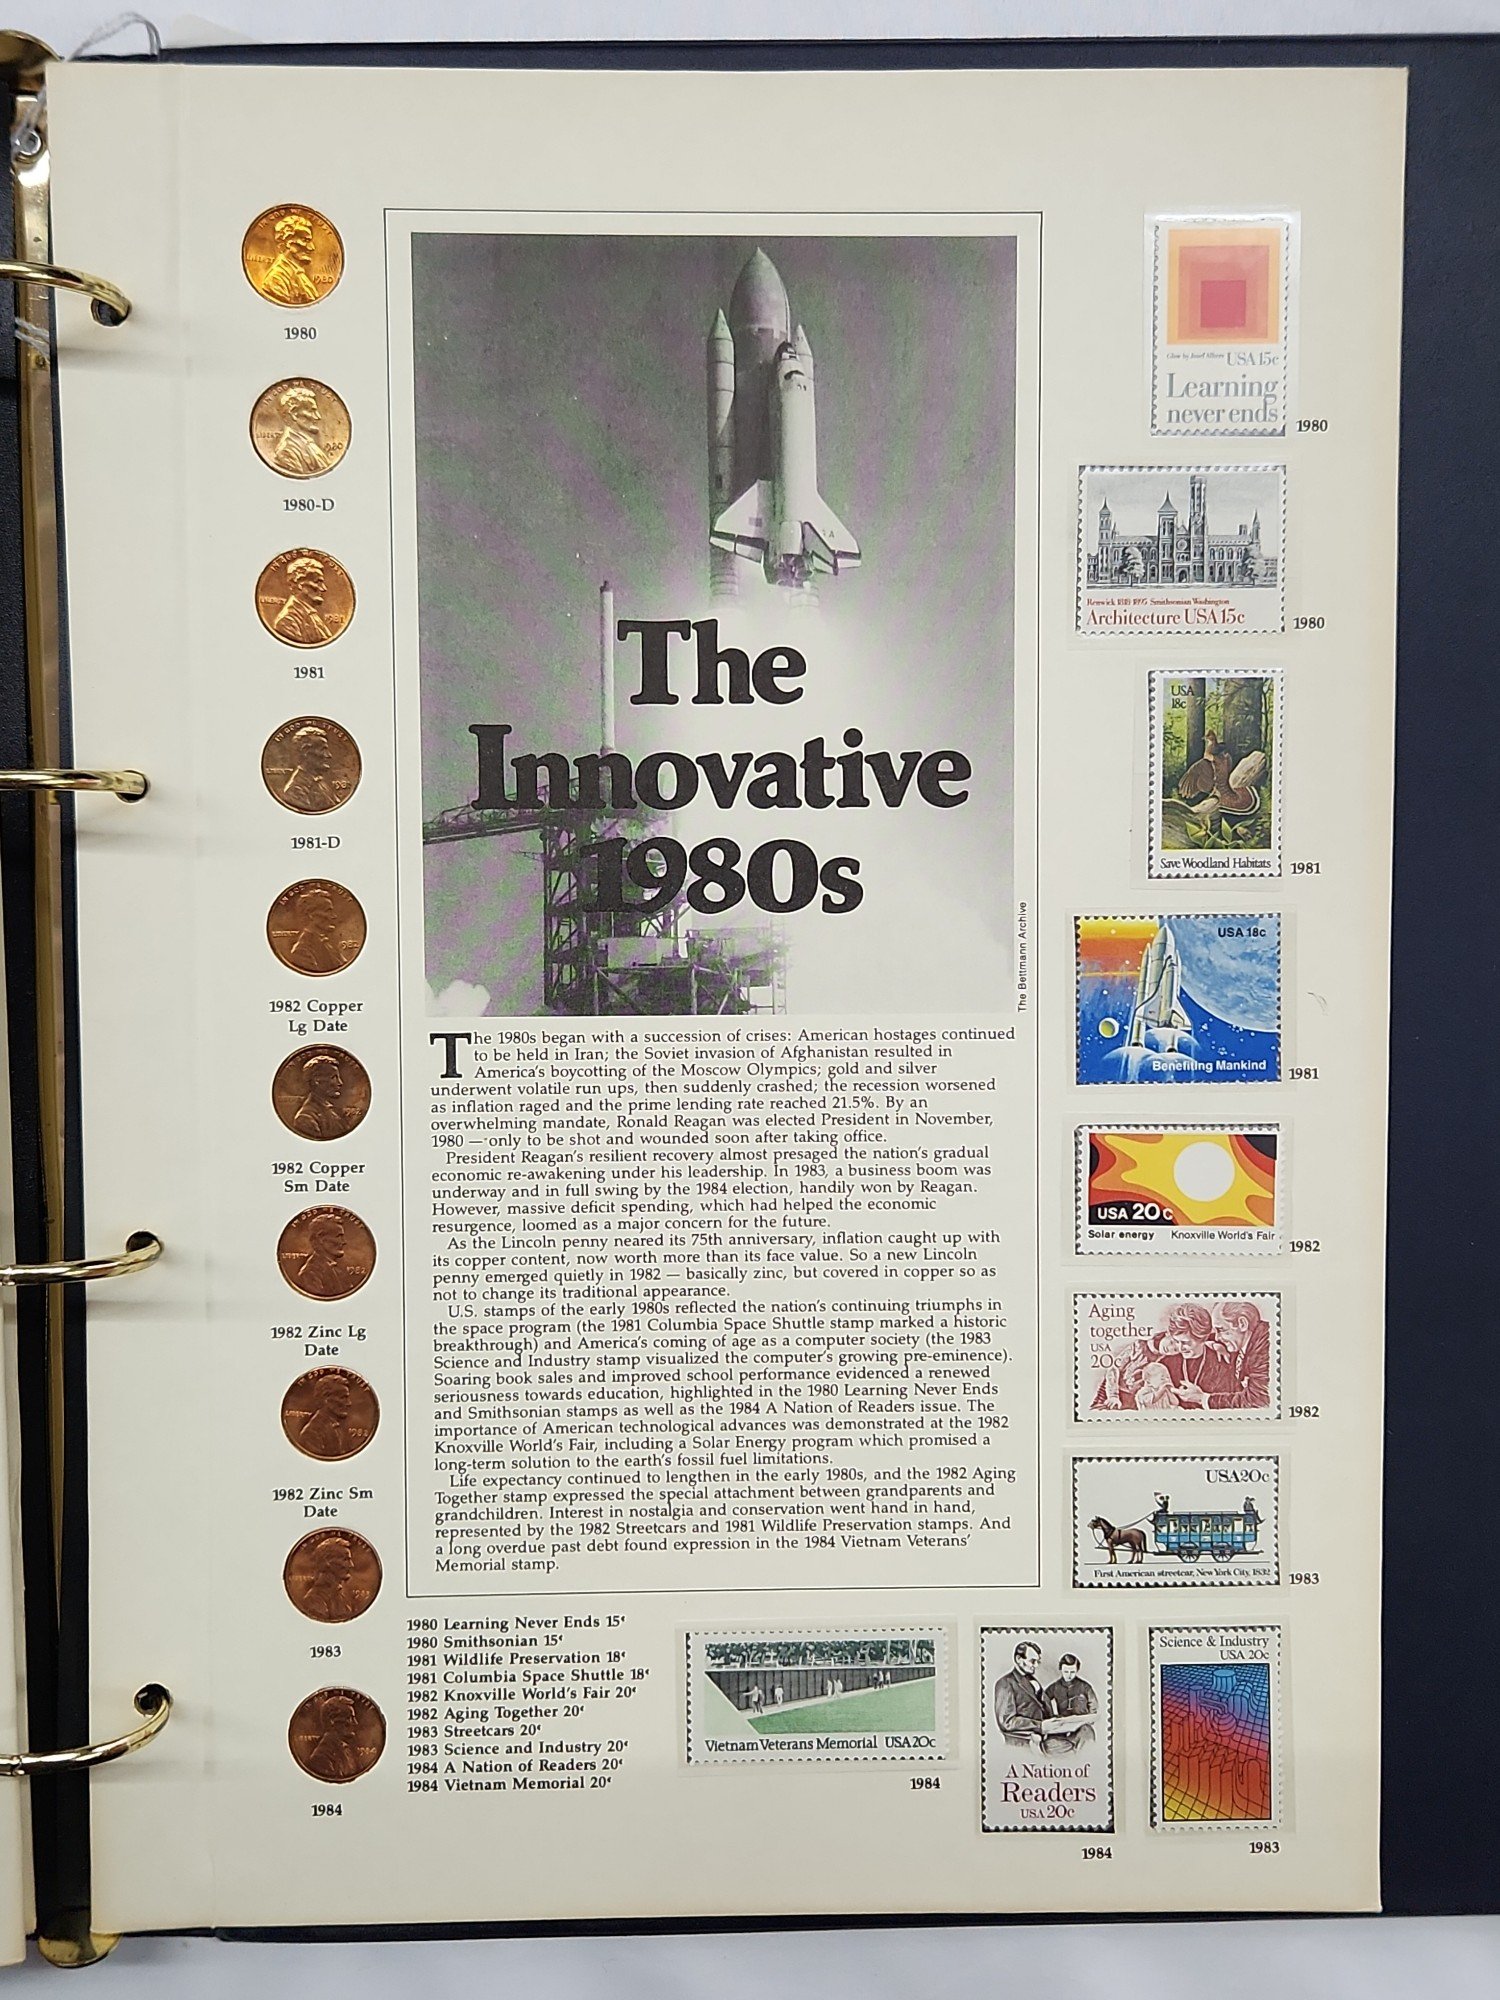 1980
1980-D
1981
1981-D
1982 Copper
Lg Date
1982 Copper
Sm Date
1982 Zinc Lg
Date
1982 Zinc Sm
Date
1983
1984
The
Innovative
1980s
The Bettmann Archive
The 1980s began with a succession of crises: American hostages continued
to be held in Iran; the Soviet invasion of Afghanistan resulted in
America's boycotting of the Moscow Olympics; gold and silver
underwent volatile run ups, then suddenly crashed; the recession worsened
as inflation raged and the prime lending rate reached 21.5%. By an
overwhelming mandate, Ronald Reagan was elected President in November,
1980 — only to be shot and wounded soon after taking office.
President Reagan's resilient recovery almost presaged the nation's gradual
economic re-awakening under his leadership. In 1983, a business boom was
underway and in full swing by the 1984 election, handily won by Reagan.
However, massive deficit spending, which had helped the economic
resurgence, loomed as a major concern for the future.
As the Lincoln penny neared its 75th anniversary, inflation caught up with
its copper content, now worth more than its face value. So a new Lincoln
penny emerged quietly in 1982 — basically zinc, but covered in copper so as
not to change its traditional appearance.
U.S. stamps of the early 1980s reflected the nation's continuing triumphs in
the space program (the 1981 Columbia Space Shuttle stamp marked a historic
breakthrough) and America's coming of age as a computer society (the 1983
Science and Industry stamp visualized the computer's growing pre-eminence).
Soaring book sales and improved school performance evidenced a renewed
seriousness towards education, highlighted in the 1980 Learning Never Ends
and Smithsonian stamps as well as the 1984 A Nation of Readers issue. The
importance of American technological advances was demonstrated at the 1982
Knoxville World's Fair, including a Solar Energy program which promised a
long-term solution to the earth's fossil fuel limitations.
Life expectancy continued to lengthen in the early 1980s, and the 1982 Aging
Together stamp expressed the special attachment between grandparents and
grandchildren. Interest in nostalgia and conservation went hand in hand,
represented by the 1982 Streetcars and 1981 Wildlife Preservation stamps. And
a long overdue past debt found expression in the 1984 Vietnam Veterans'
Memorial stamp.
1980 Learning Never Ends 15¢
1980 Smithsonian 15¢
1981 Wildlife Preservation 18¢
1981 Columbia Space Shuttle 18¢
1982 Knoxville World's Fair 20¢
1982 Aging Together 20¢
1983 Streetcars 20¢
1983 Science and Industry 20¢
1984 A Nation of Readers 20¢
1984 Vietnam Memorial 20¢
Glow by Josef Albers USA 15c
Learning
never ends
1980
Renwick 1818-1895 Smithsonian Washington
Architecture USA 15c
1980
USA
18c
Save Woodland Habitats
1981
USA 18c
Benefiting Mankind
1981
USA 20c
Solar energy Knoxville World's Fair
1982
Aging
together
USA
20c
1982
USA 20c
First American streetcar, New York City, 1832
1983
Vietnam Veterans Memorial USA 20c
1984
A Nation of
Readers
USA 20c
1984
Science & Industry
USA 20c
1983